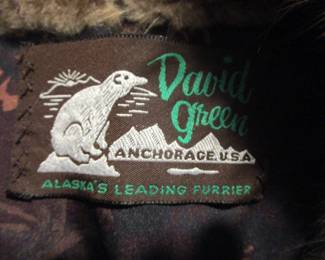 David
green
ANCHORAGE, U.S.A.
ALASKA'S LEADING FURRIER